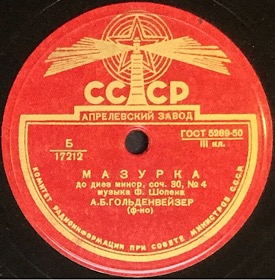 СССР
АПРЕЛЕВСКИЙ ЗАВОД
Б
17212
ГОСТ 5289-50
III кл.
МАЗУРКА
до диез минор, соч. 30, № 4
музыка Ф. Шопена
А.Б.ГОЛЬДЕНВЕЙЗЕР
(ф-но)
КОМИТЕТ РАДИОИНФОРМАЦИИ ПРИ СОВЕТЕ МИНИСТРОВ СССР